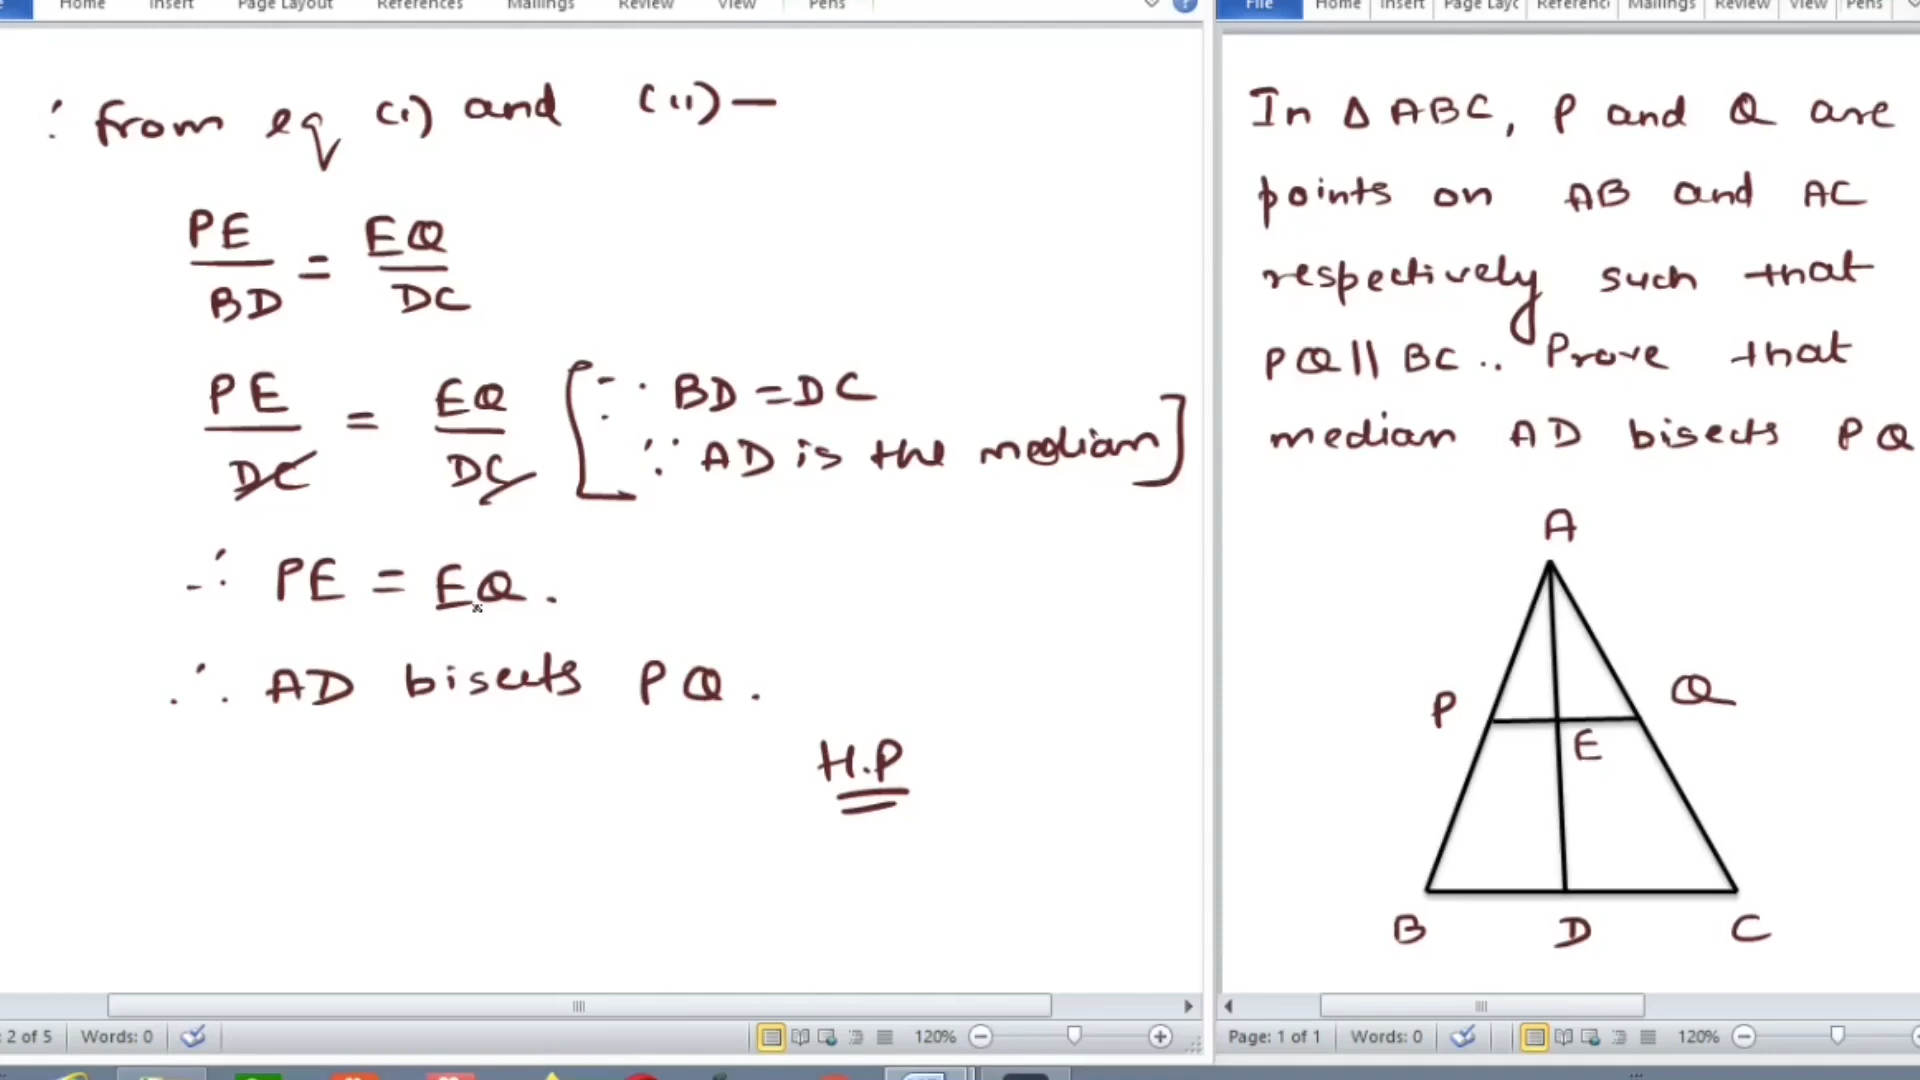 Home Insert Page Layout References Mailings Review View Pens
∴ from eq (i) and (ii) —
PE/BD = EQ/DC
PE/DC = EQ/DC [∵ BD = DC
∵ AD is the median]
∴ PE = EQ.
∴ AD bisects PQ.
H.P
2 of 5 Words: 0 120%
File Home Insert Page Layc Referenci Mailings Review View Pens
In Δ ABC, P and Q are
points on AB and AC
respectively such that
PQ || BC.. Prove that
median AD bisects PQ
A
P Q
E
B D C
Page: 1 of 1 Words: 0 120%